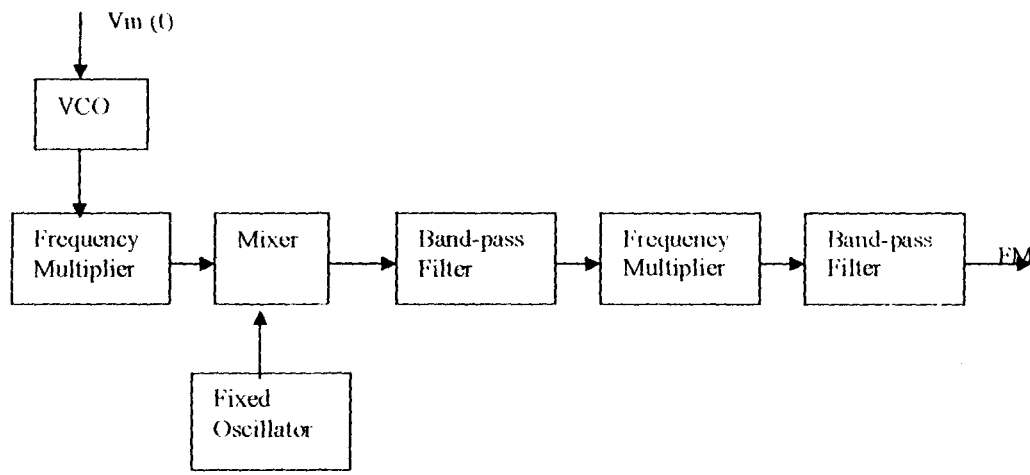 Vm (t)
VCO
Frequency
Multiplier
Mixer
Band-pass
Filter
Frequency
Multiplier
Band-pass
Filter
FM
Fixed
Oscillator